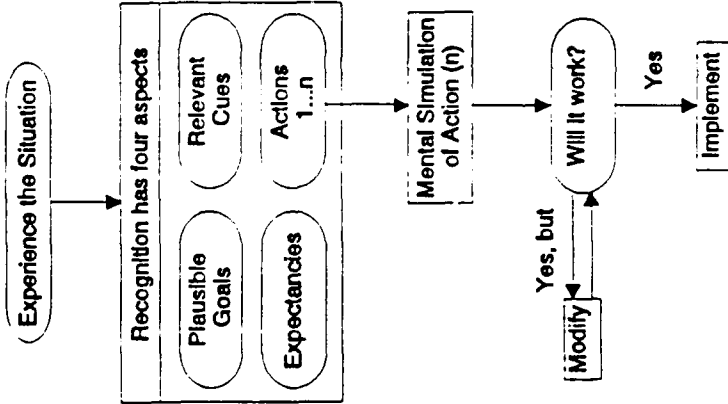 Experience the Situation
Recognition has four aspects
Plausible
Goals
Relevant
Cues
Expectancies
Actions
1...n
Mental Simulation
of Action (n)
Will it work?
Yes, but
Modify
Yes
Implement